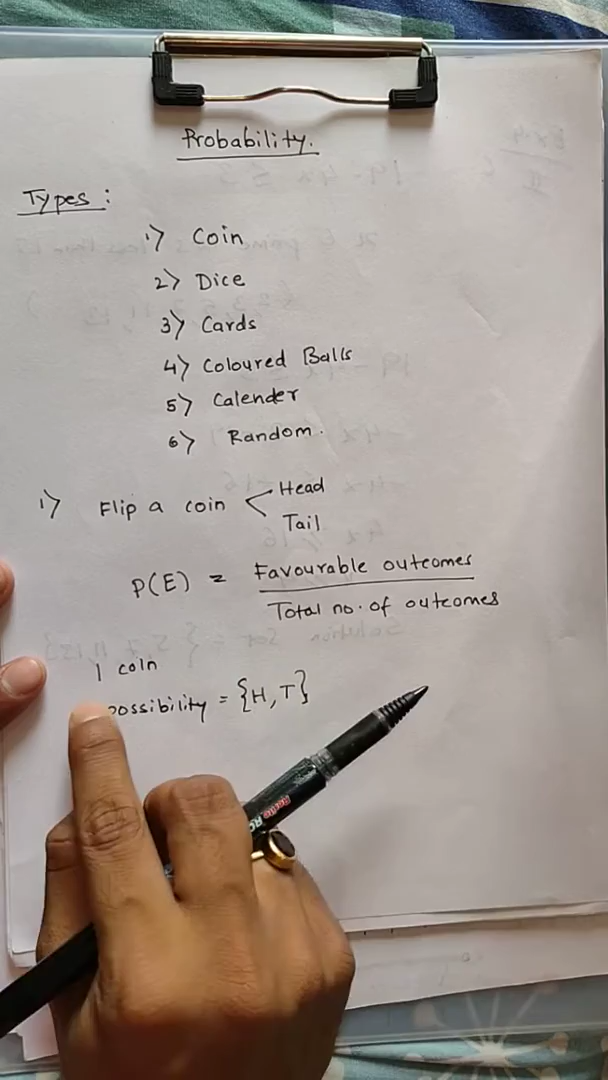 Probability.
Types :
1) Coin
2) Dice
3) Cards
4) Coloured Balls
5) Calender
6) Random.
1) Flip a coin < Head
Tail
P(E) = Favourable outcomes
Total no. of outcomes
1 coin
possibility = {H, T}